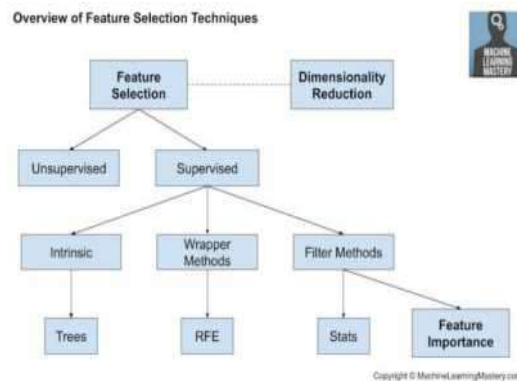 Overview of Feature Selection Techniques
MACHINE
LEARNING
MASTERY
Feature
Selection
Dimensionality
Reduction
Unsupervised
Supervised
Intrinsic
Wrapper
Methods
Filter Methods
Trees
RFE
Stats
Feature
Importance
Copyright © MachineLearningMastery.com